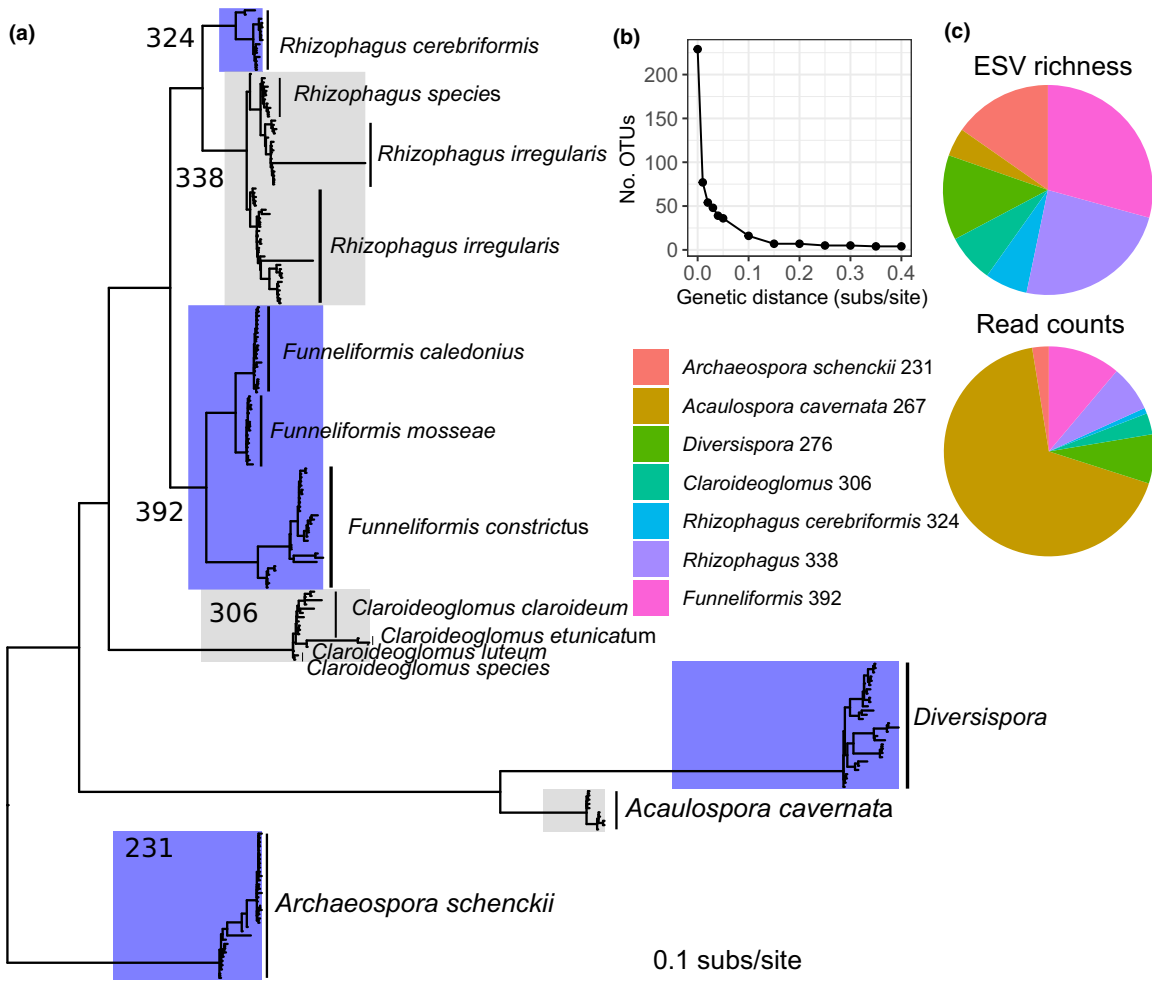 (a)
324
Rhizophagus cerebriformis
Rhizophagus species
Rhizophagus irregularis
338
Rhizophagus irregularis
Funneliformis caledonius
Funneliformis mosseae
392
Funneliformis constrictus
306
Claroideoglomus claroideum
Claroideoglomus etunicatum
Claroideoglomus luteum
Claroideoglomus species
Diversispora
Acaulospora cavernata
231
Archaeospora schenckii
0.1 subs/site
(b)
No. OTUs
200
150
100
50
0
0.0 0.1 0.2 0.3 0.4
Genetic distance (subs/site)
Archaeospora schenckii 231
Acaulospora cavernata 267
Diversispora 276
Claroideoglomus 306
Rhizophagus cerebriformis 324
Rhizophagus 338
Funneliformis 392
(c)
ESV richness
Read counts